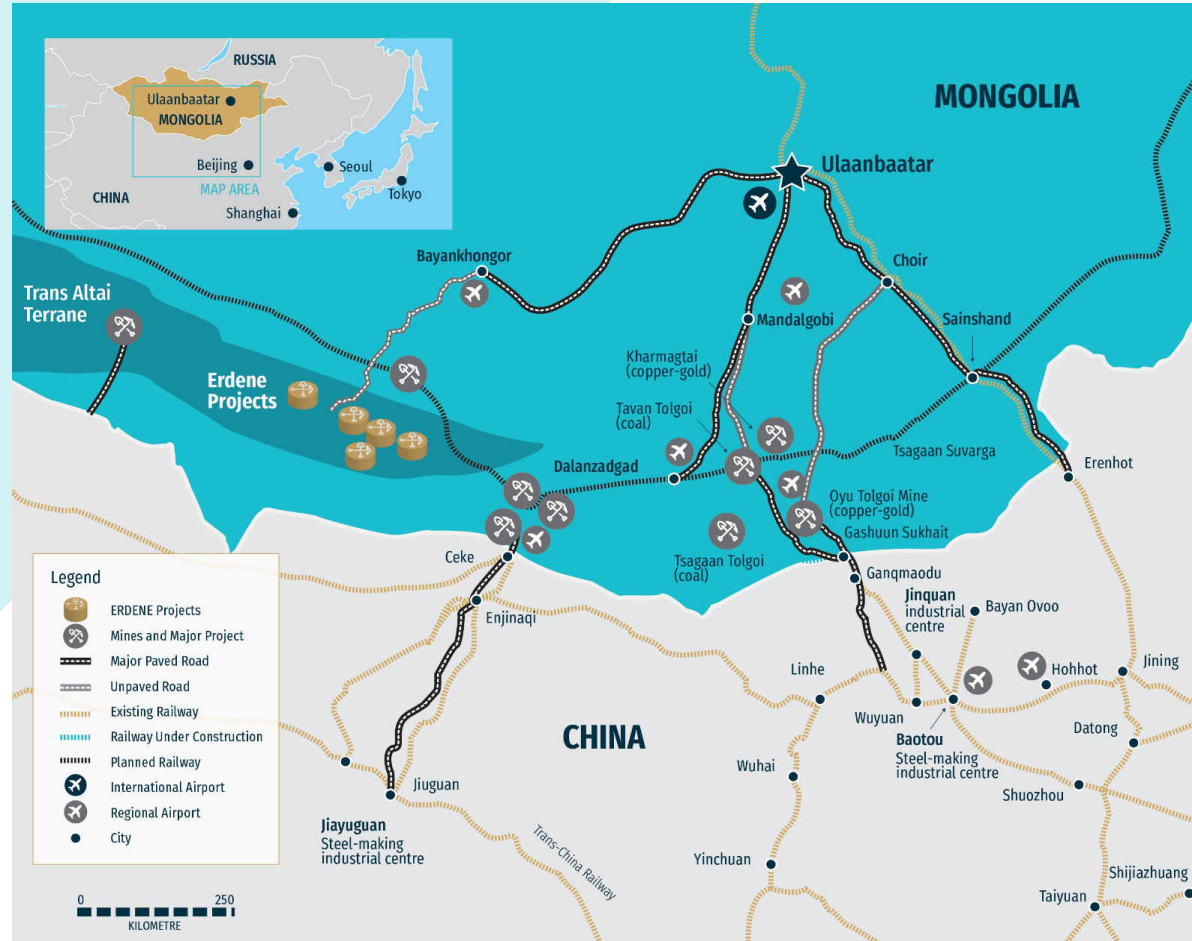 RUSSIA
Ulaanbaatar
MONGOLIA
Beijing
Seoul
MAP AREA
Tokyo
CHINA
Shanghai
MONGOLIA
Ulaanbaatar
Bayankhongor
Choir
Trans Altai
Terrane
Mandalgobi
Sainshand
Kharmagtai
(copper-gold)
Erdene
Projects
Tavan Tolgoi
(coal)
Tsagaan Suvarga
Dalanzadgad
Erenhot
Oyu Tolgoi Mine
(copper-gold)
Gashuun Sukhait
Tsagaan Tolgoi
(coal)
Ceke
Ganqmaodu
Jinquan
industrial
centre
Bayan Ovoo
Enjinaqi
Linhe
Hohhot
Jining
Wuyuan
CHINA
Baotou
Steel-making
industrial centre
Datong
Wuhai
Shuozhou
Jiuguan
Jiayuguan
Steel-making
industrial centre
Trans-China Railway
Yinchuan
Shijiazhuang
Taiyuan
Legend
ERDENE Projects
Mines and Major Project
Major Paved Road
Unpaved Road
Existing Railway
Railway Under Construction
Planned Railway
International Airport
Regional Airport
City
0 250
KILOMETRE